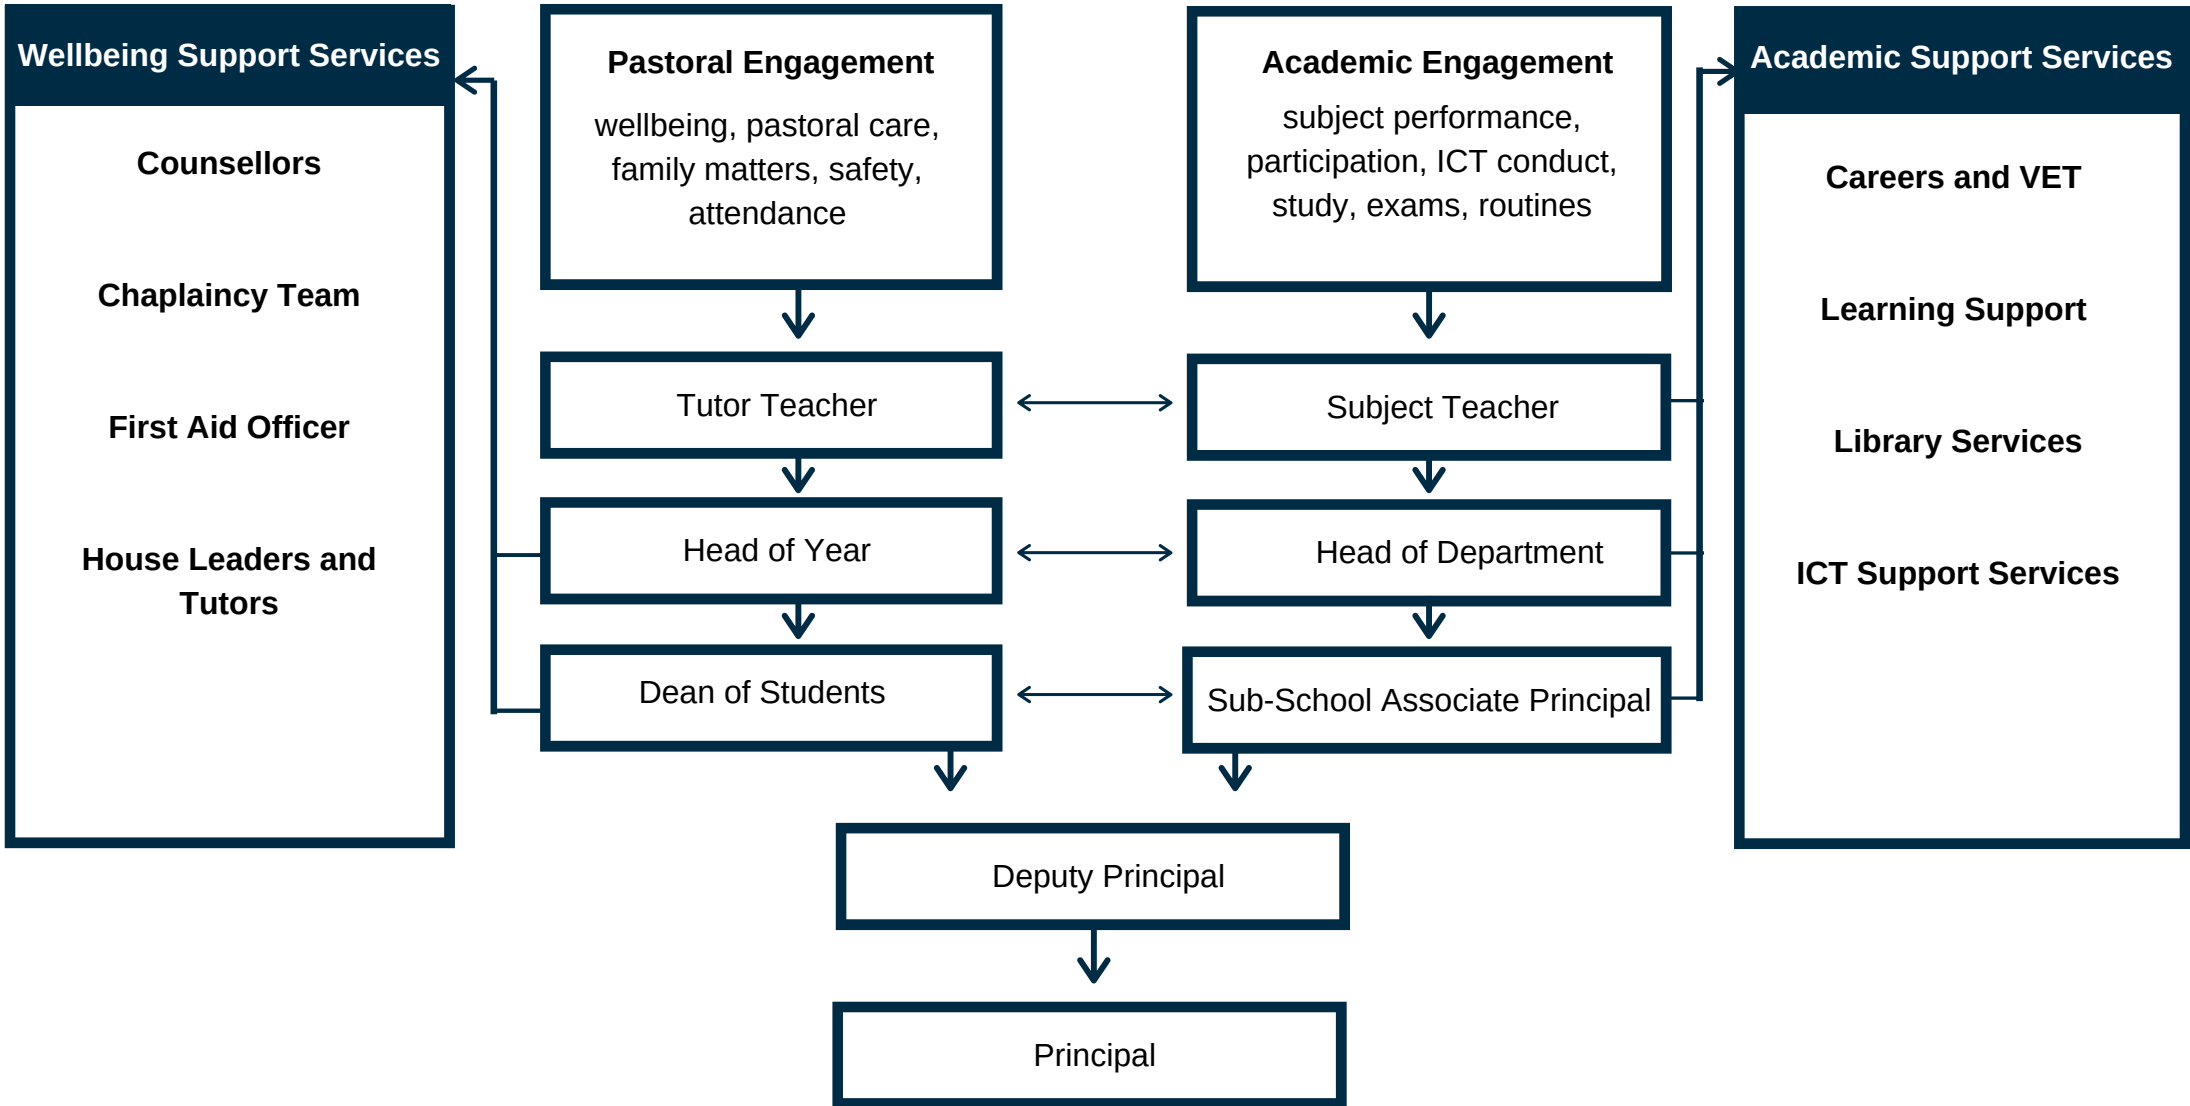 Wellbeing Support Services
Counsellors
Chaplaincy Team
First Aid Officer
House Leaders and
Tutors
Pastoral Engagement
wellbeing, pastoral care,
family matters, safety,
attendance
Academic Engagement
subject performance,
participation, ICT conduct,
study, exams, routines
Academic Support Services
Careers and VET
Learning Support
Library Services
ICT Support Services
Tutor Teacher
Subject Teacher
Head of Year
Head of Department
Dean of Students
Sub-School Associate Principal
Deputy Principal
Principal